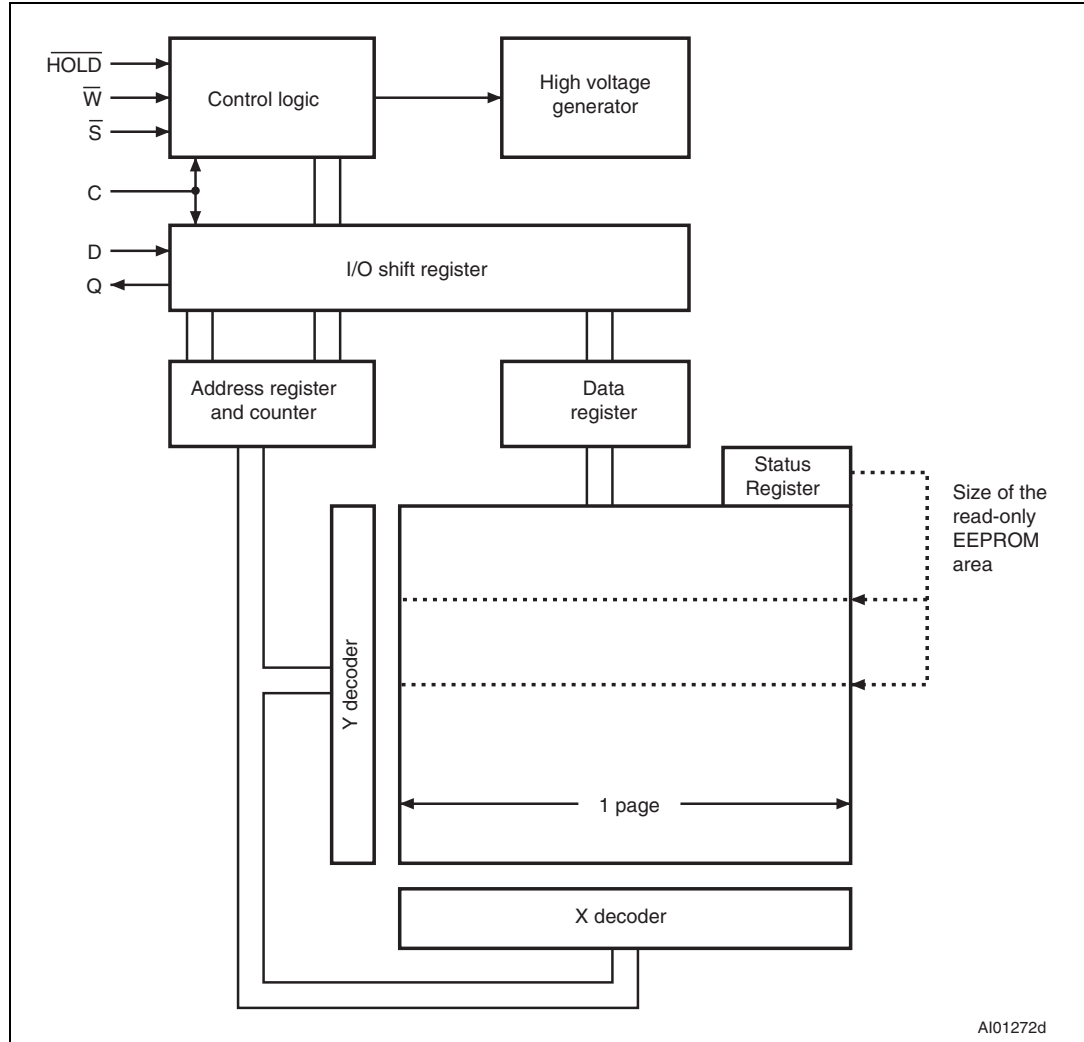 H̅O̅L̅D̅
W̅
S̅
C
D
Q
Control logic
High voltage
generator
I/O shift register
Address register
and counter
Data
register
Status
Register
Size of the
read-only
EEPROM
area
Y decoder
1 page
X decoder
AI01272d